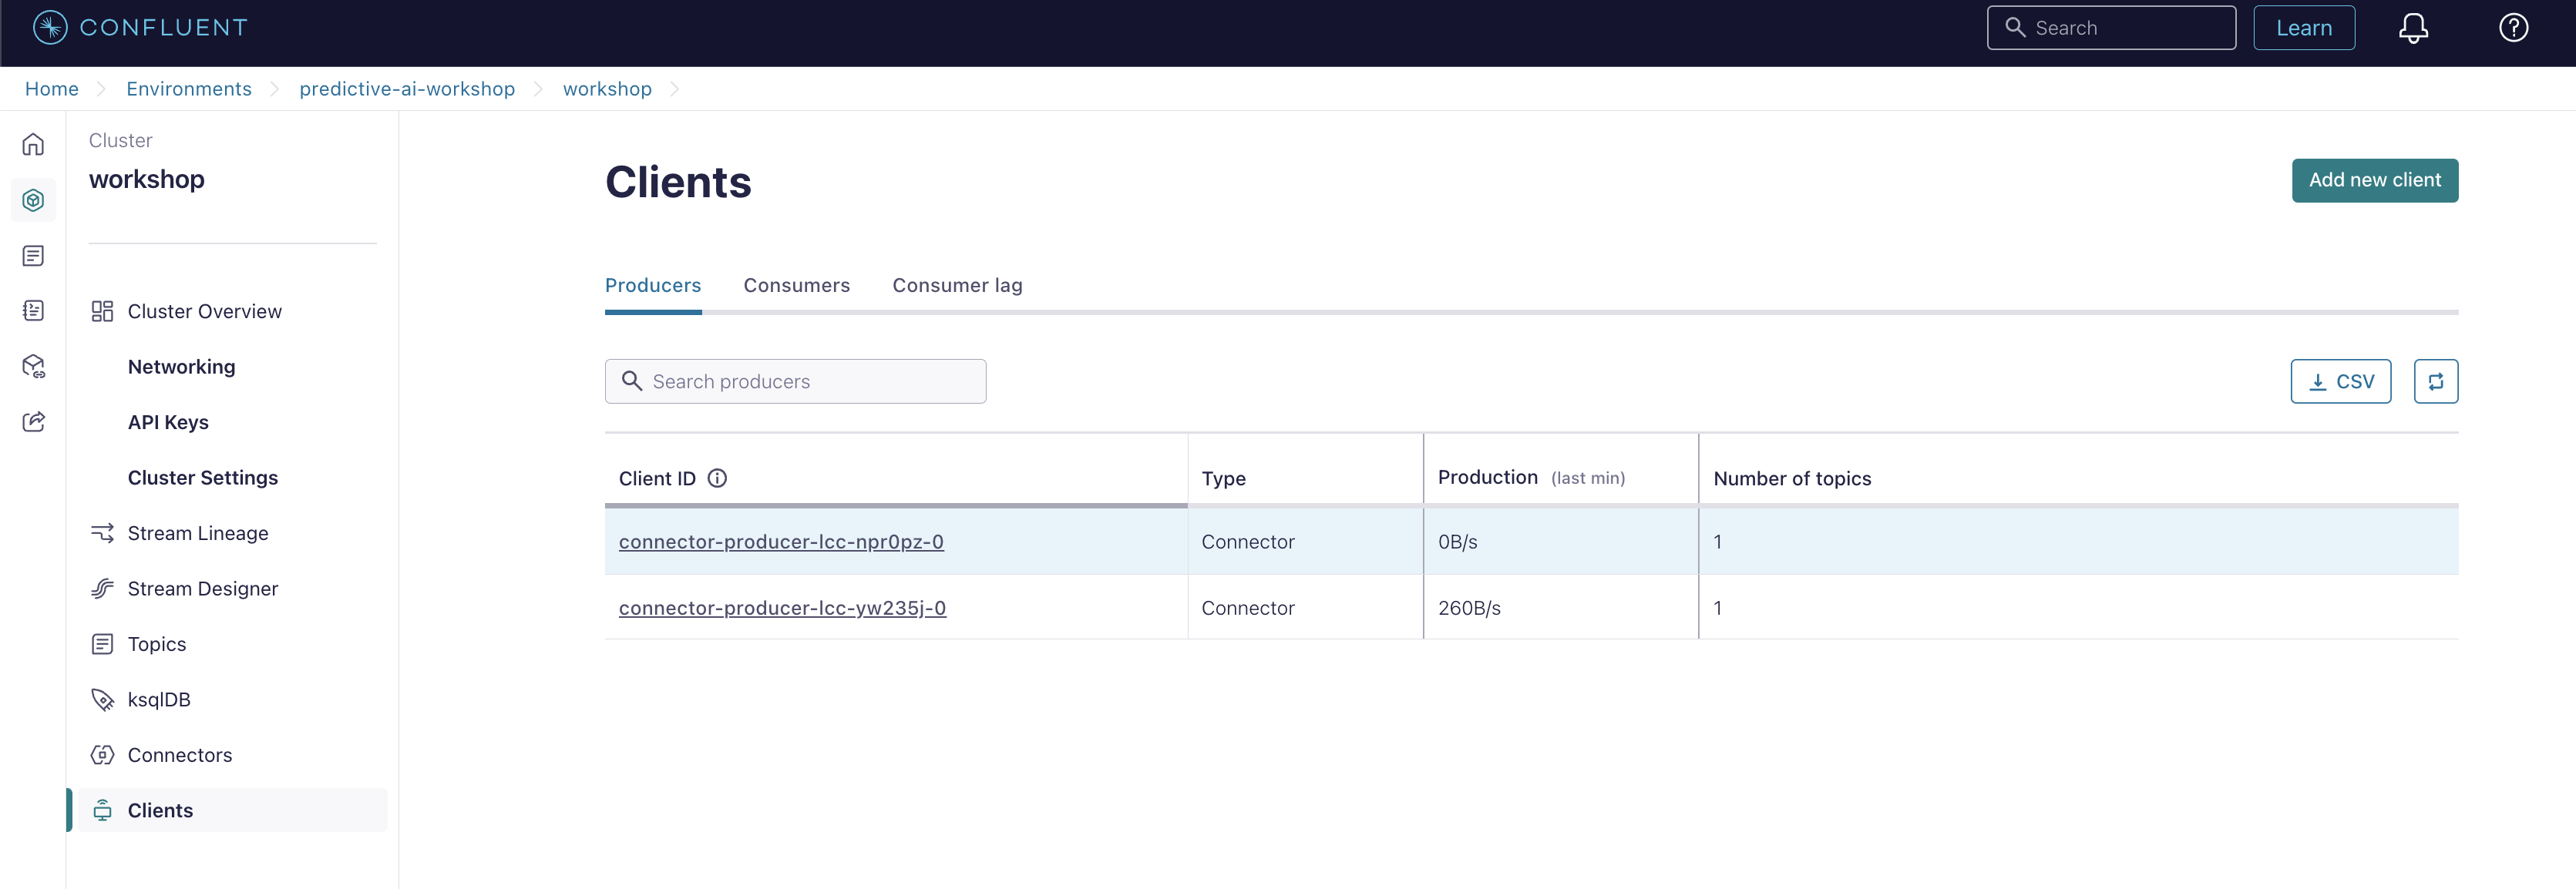 CONFLUENT
Search
Learn
Home
Environments
predictive-ai-workshop
workshop
Cluster
workshop
Cluster Overview
Networking
API Keys
Cluster Settings
Stream Lineage
Stream Designer
Topics
ksqlDB
Connectors
Clients
Clients
Add new client
Producers Consumers Consumer lag
Search producers
CSV
Client ID Type Production (last min) Number of topics
connector-producer-lcc-npr0pz-0 Connector 0B/s 1
connector-producer-lcc-yw235j-0 Connector 260B/s 1